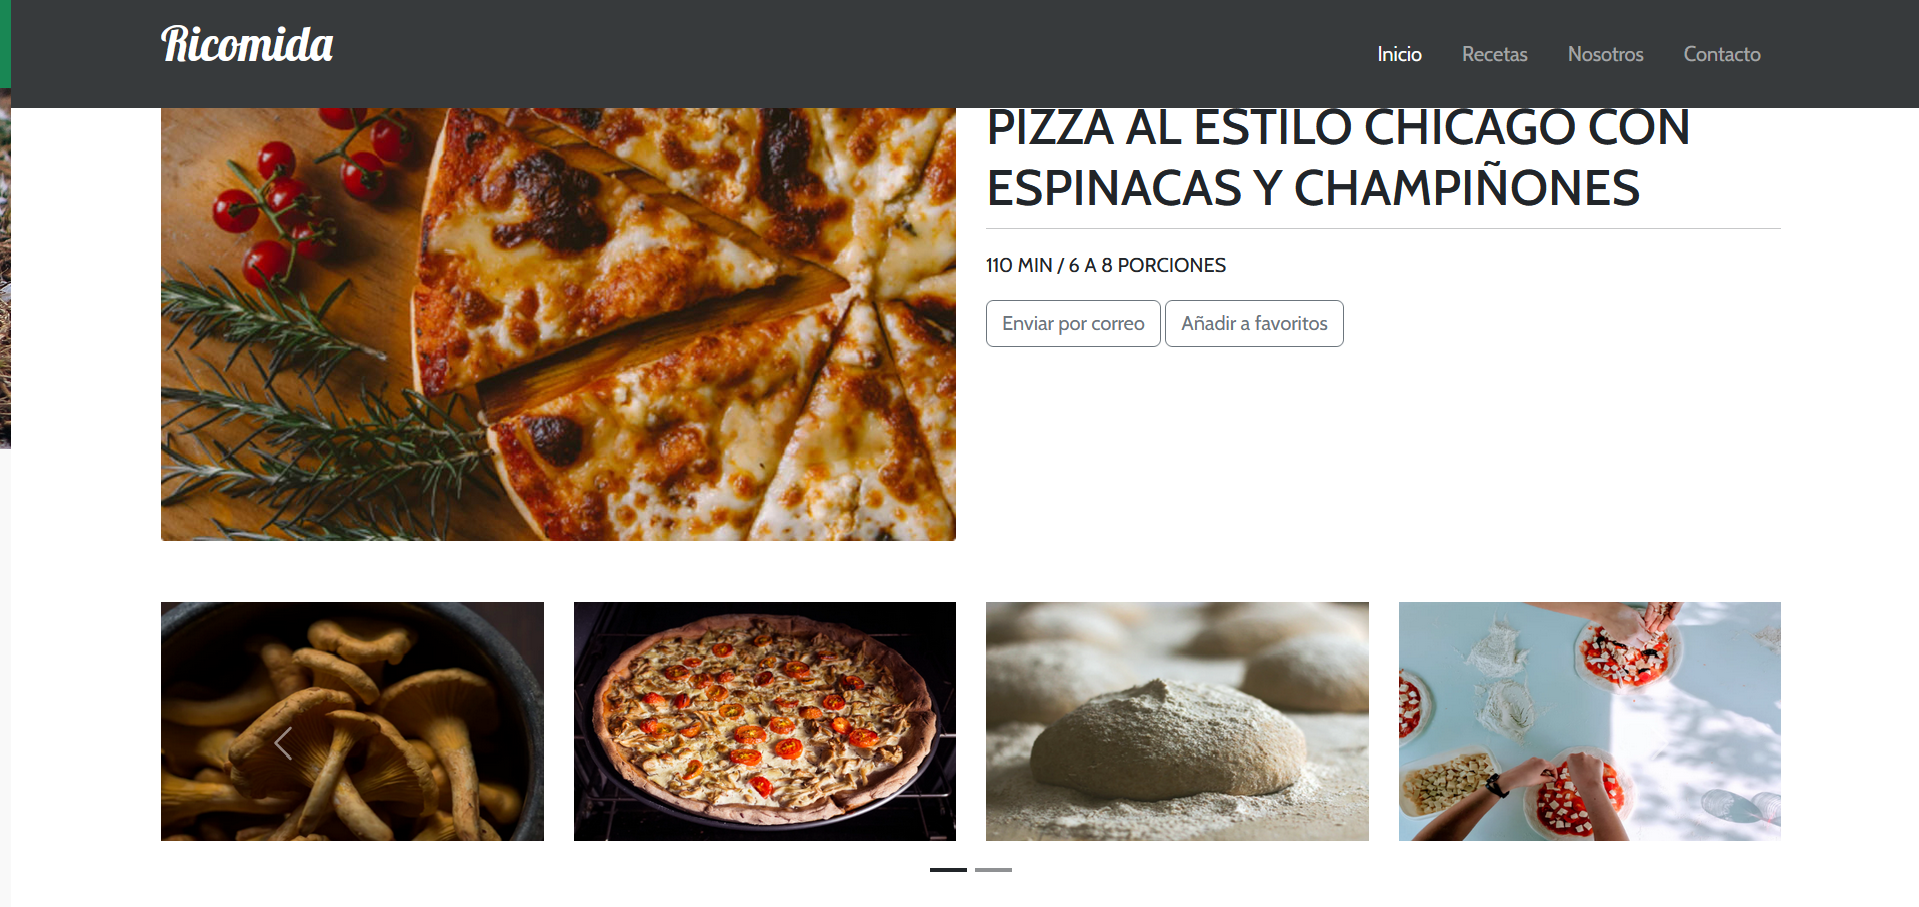 Ricomida
Inicio
Recetas
Nosotros
Contacto
PIZZA AL ESTILO CHICAGO CON
ESPINACAS Y CHAMPIÑONES
110 MIN / 6 A 8 PORCIONES
Enviar por correo
Añadir a favoritos